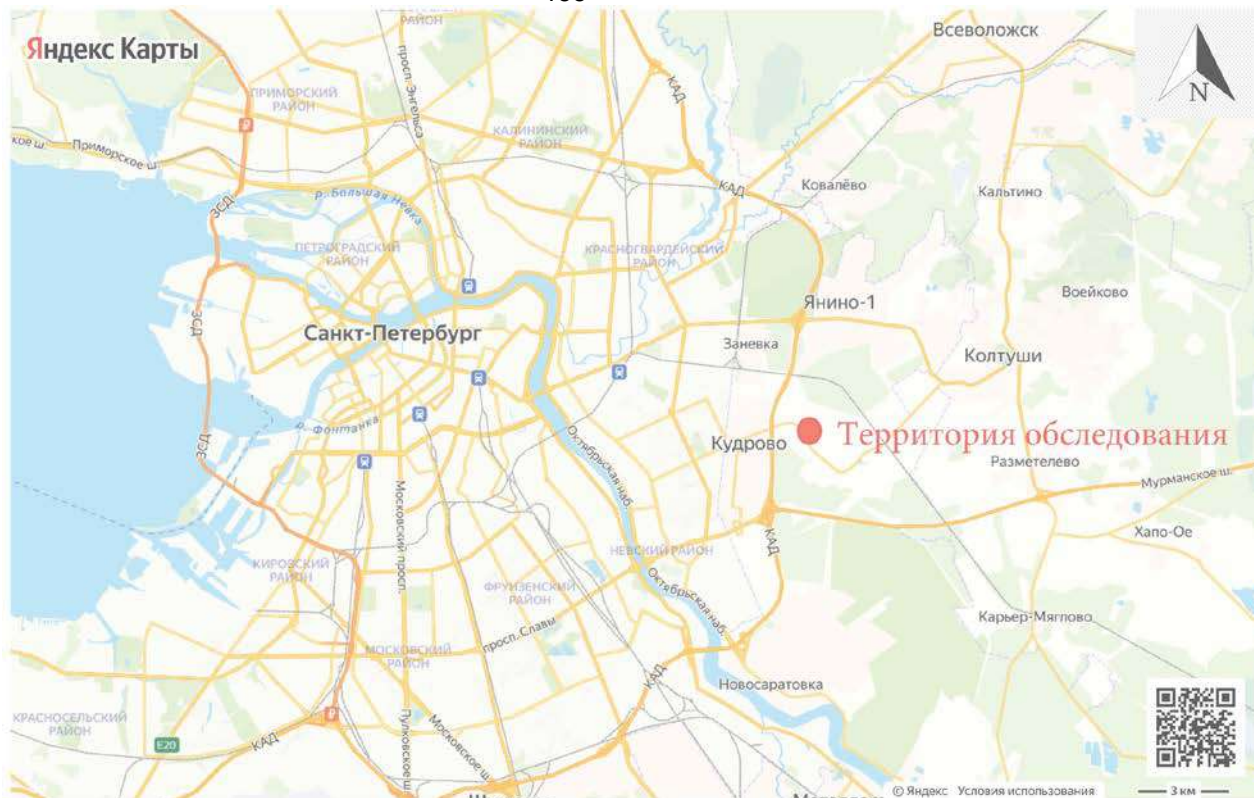 РАЙОН
Всеволожск
Яндекс Карты
просп. Энгельса
КАД
N
ПРИМОРСКИЙ
РАЙОН
КАЛИНИНСКИЙ
РАЙОН
кое ш.
Приморское ш.
КАД
Ковалёво
Кальтино
р. Большая Невка
ЗСД
ПЕТРОГРАДСКИЙ
РАЙОН
КРАСНОГВАРДЕЙСКИЙ
РАЙОН
Воейково
Янино-1
ЗСД
Санкт-Петербург
Заневка
Колтуши
р. Фонтанка
ЗСД
Октябрьская наб.
Кудрово
Территория обследования
Разметелево
Мурманское ш.
Московский просп.
КАД
Хапо-Ое
НЕВСКИЙ РАЙОН
КИРОВСКИЙ
РАЙОН
ФРУНЗЕНСКИЙ
РАЙОН
Октябрьская наб.
Карьер-Мяглово
просп. Славы
МОСКОВСКИЙ
РАЙОН
КАД
Новосаратовка
КРАСНОСЕЛЬСКИЙ
РАЙОН
E20
КАД
Пулковское ш.
Московское ш.
© Яндекс Условия использования
3 км